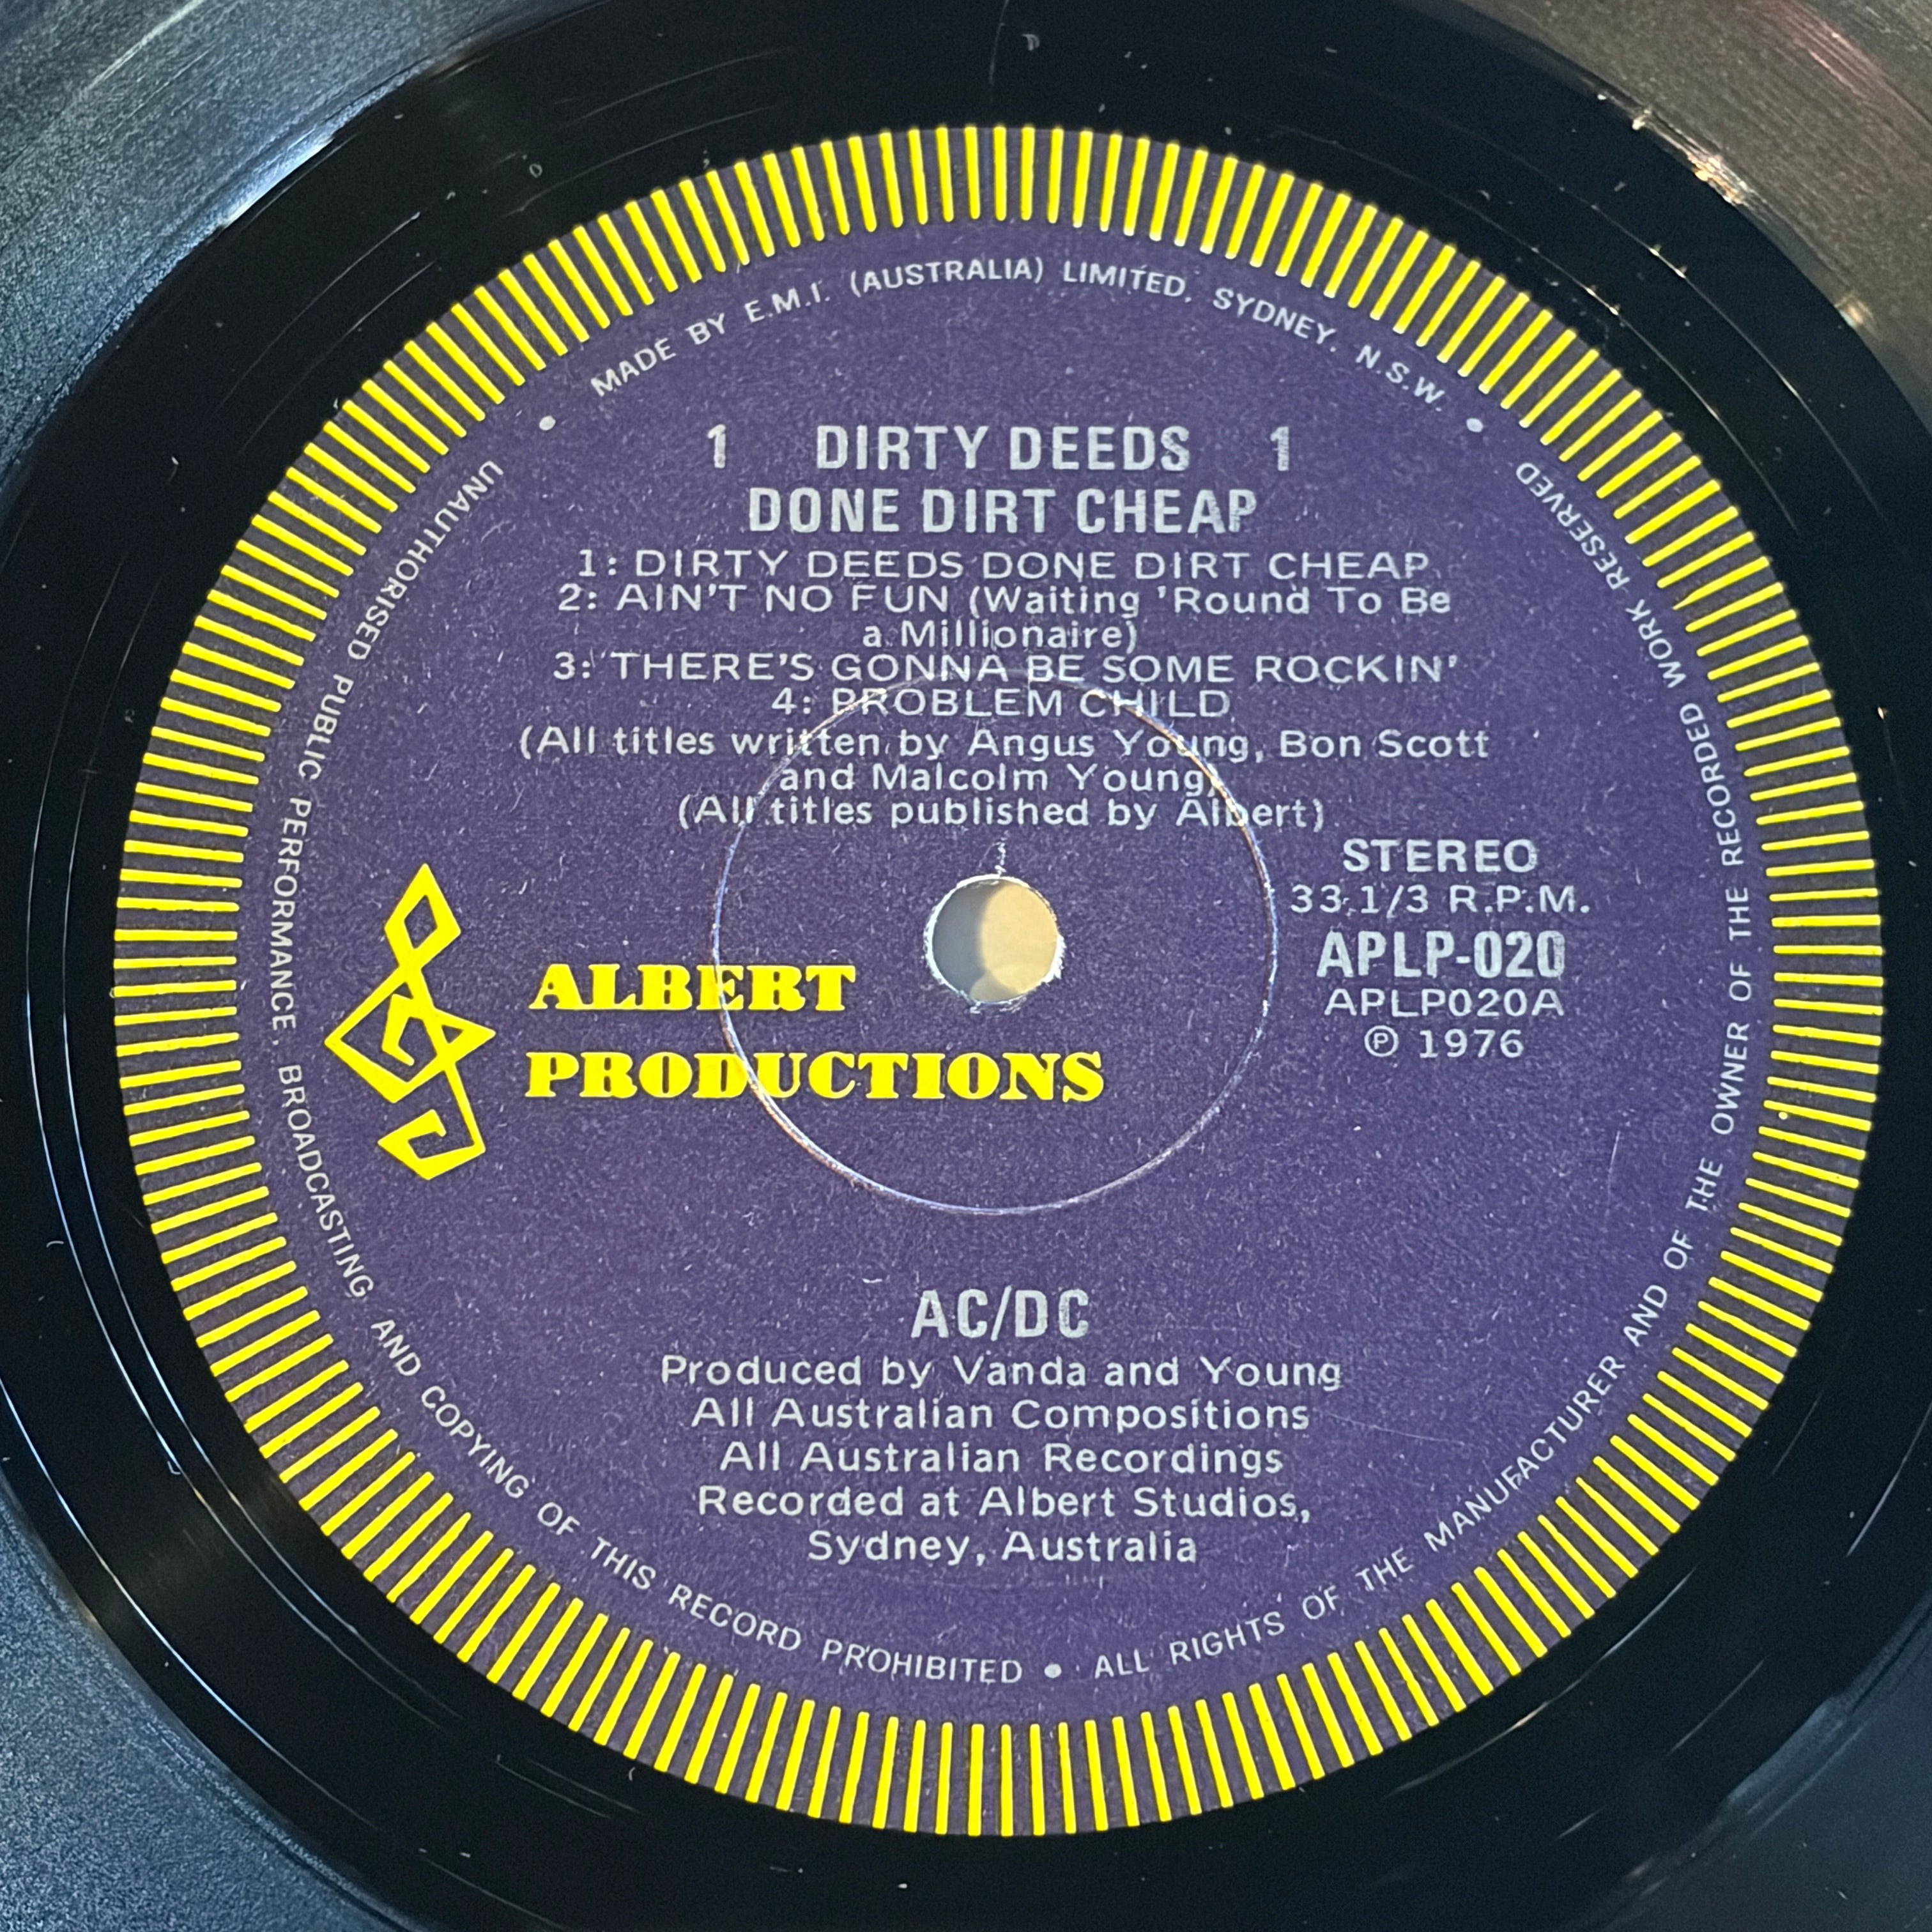 MADE BY E.M.I. (AUSTRALIA) LIMITED. SYDNEY. N.S.W.
1 DIRTY DEEDS 1
DONE DIRT CHEAP
1: DIRTY DEEDS DONE DIRT CHEAP
2: AIN'T NO FUN (Waiting 'Round To Be
a Millionaire)
3: THERE'S GONNA BE SOME ROCKIN'
4: PROBLEM CHILD
(All titles written by Angus Young, Bon Scott
and Malcolm Young)
(All titles published by Albert)
STEREO
33.1/3 R.P.M.
APLP-020
APLP020A
℗ 1976
ALBERT
PRODUCTIONS
AC/DC
Produced by Vanda and Young
All Australian Compositions
All Australian Recordings
Recorded at Albert Studios,
Sydney, Australia
UNAUTHORISED PUBLIC PERFORMANCE, BROADCASTING AND COPYING OF THIS RECORD PROHIBITED • ALL RIGHTS OF THE MANUFACTURER AND OF THE OWNER OF THE RECORDED WORK RESERVED